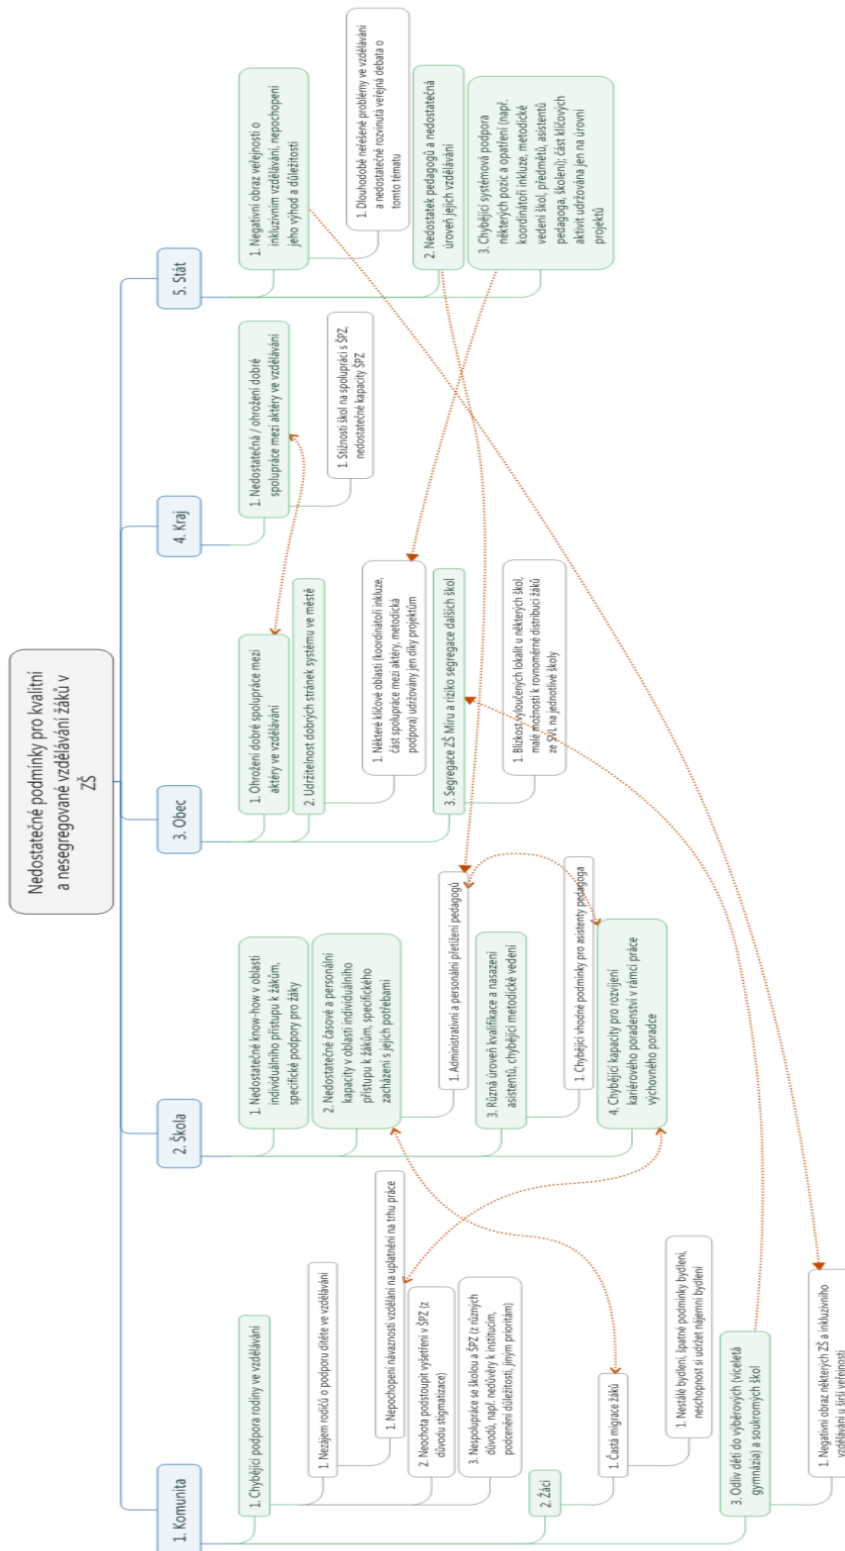 Nedostatečné podmínky pro kvalitní
a nesegregované vzdělávání žáků v
ZŠ
1. Komunita
1. Chybějící podpora rodiny ve vzdělávání
1. Nezájem rodičů o podporu dítěte ve vzdělávání
1. Nepochopení návaznosti vzdělání na uplatnění na trhu práce
2. Neochota podstoupit vyšetření v ŠPZ (z
důvodu stigmatizace)
3. Nespolupráce se školou a ŠPZ (z různých
důvodů, např. nedůvěry k institucím,
podcenění důležitosti, jiným prioritám)
2. Žáci
1. Častá migrace žáků
1. Nestálé bydlení, špatné podmínky bydlení,
neschopnost si udržet nájemní bydlení
3. Odliv dětí do výběrových (víceletá
gymnázia) a soukromých škol
1. Negativní obraz některých ZŠ a inkluzivního
vzdělávání u širší veřejnosti
2. Škola
1. Nedostatečné know-how v oblasti
individuálního přístupu k žákům,
specifické podpory pro žáky
2. Nedostatečné časové a personální
kapacity v oblasti individuálního
přístupu k žákům, specifického
zacházení s jejich potřebami
1. Administrativní a personální přetížení pedagogů
3. Různá úroveň kvalifikace a nasazení
asistentů, chybějící metodické vedení
1. Chybějící vhodné podmínky pro asistenty pedagoga
4. Chybějící kapacity pro rozvíjení
kariérového poradenství v rámci práce
výchovného poradce
3. Obec
1. Ohrožení dobré spolupráce mezi
aktéry ve vzdělávání
2. Udržitelnost dobrých stránek systému ve městě
1. Některé klíčové oblasti (koordinátoři inkluze,
část spolupráce mezi aktéry, metodická
podpora) udržovány jen díky projektům
3. Segregace ZŠ Míru a riziko segregace dalších škol
1. Blízkost vyloučených lokalit u některých škol,
malé možnosti k rovnoměrné distribuci žáků
ze SVL na jednotlivé školy
4. Kraj
1. Nedostatečná / ohrožení dobré
spolupráce mezi aktéry ve vzdělávání
1. Stížnosti škol na spolupráci s ŠPZ,
nedostatečné kapacity ŠPZ
5. Stát
1. Negativní obraz veřejnosti o
inkluzivním vzdělávání, nepochopení
jeho výhod a důležitosti
1. Dlouhodobě neřešené problémy ve vzdělávání
a nedostatečně rozvinutá veřejná debata o
tomto tématu
2. Nedostatek pedagogů a nedostatečná
úroveň jejich vzdělávání
3. Chybějící systémová podpora
některých pozic a opatření (např.
koordinátoři inkluze, metodické
vedení škol, předmětů, asistentů
pedagoga, školení); část klíčových
aktivit udržována jen na úrovni
projektů